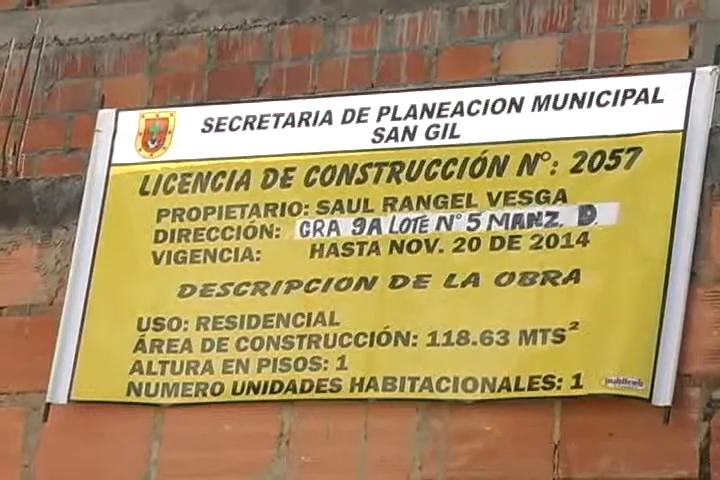 SECRETARIA DE PLANEACION MUNICIPAL
SAN GIL
LICENCIA DE CONSTRUCCIÓN N°: 2057
PROPIETARIO: SAUL RANGEL VESGA
DIRECCIÓN: CRA 9A LOTE N° 5 MANZ. D.
VIGENCIA: HASTA NOV. 20 DE 2014
DESCRIPCION DE LA OBRA
USO: RESIDENCIAL
ÁREA DE CONSTRUCCIÓN: 118.63 MTS²
ALTURA EN PISOS: 1
NUMERO UNIDADES HABITACIONALES: 1